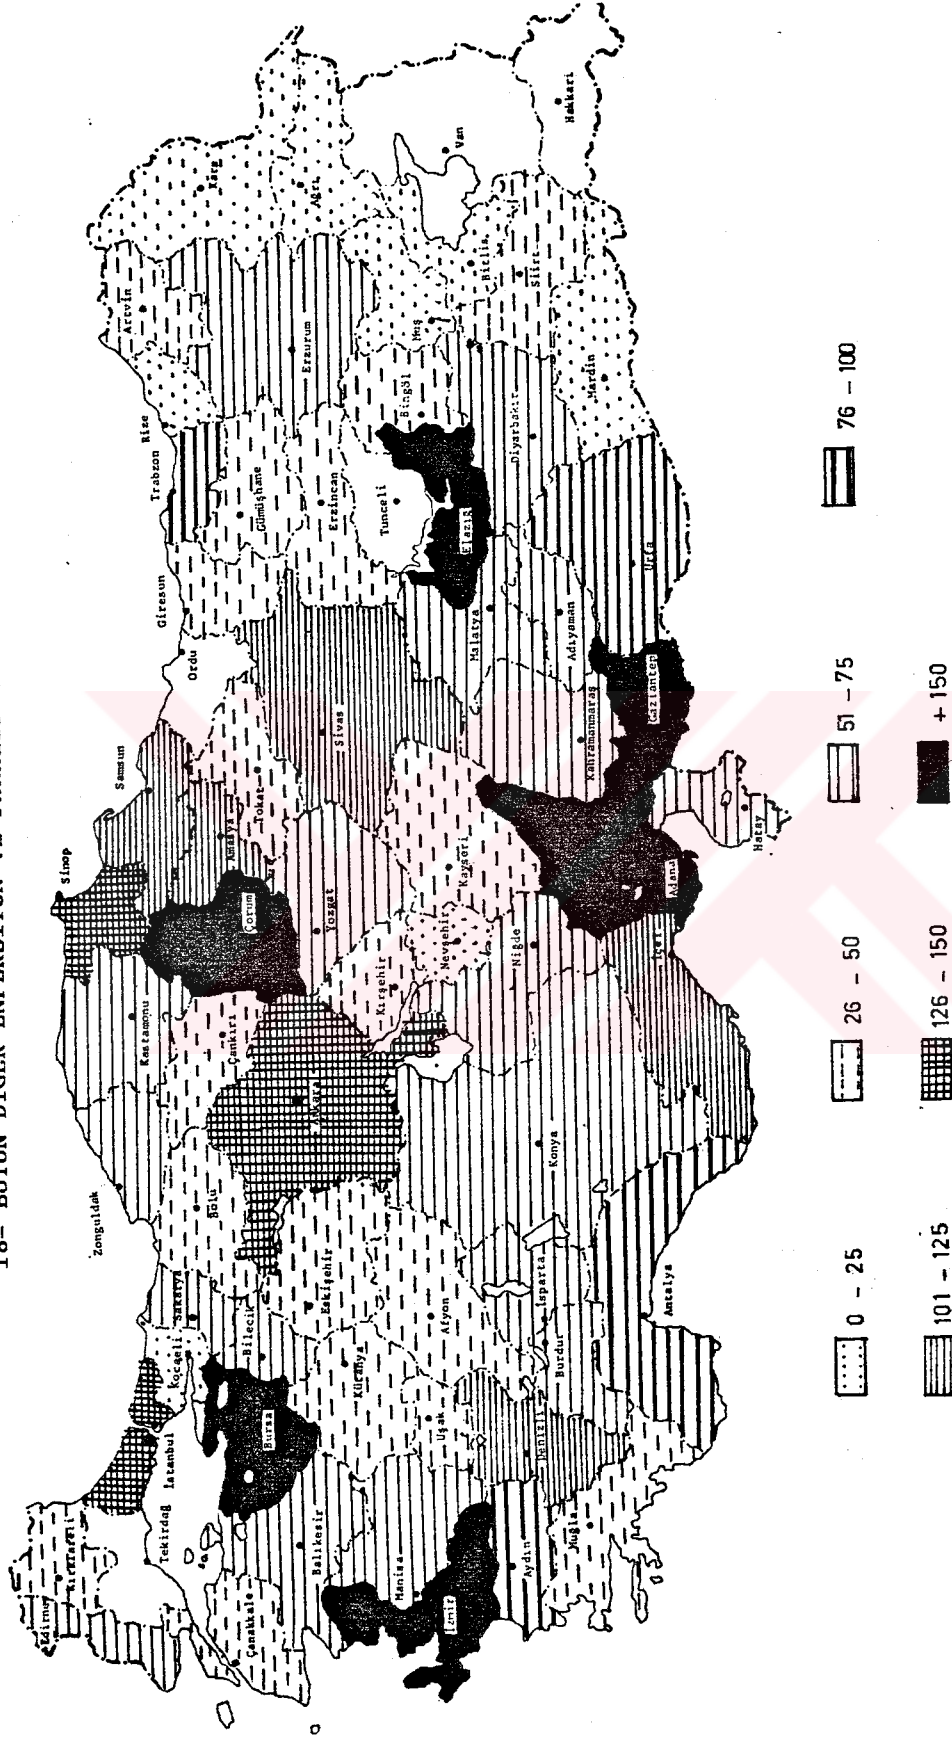 18- BÜTÜN DİĞER ENFEKSİYON VE
Edirne
Kırklareli
Tekirdağ
İstanbul
Kocaeli
Sakarya
Zonguldak
Bolu
Kastamonu
Sinop
Samsun
Çankırı
Çorum
Amasya
Tokat
Ordu
Giresun
Trabzon
Rize
Artvin
Kars
Gümüşhane
Erzurum
Ağrı
Çanakkale
Bursa
Bilecik
Balıkesir
Kütahya
Eskişehir
Ankara
Kırşehir
Yozgat
Sivas
Erzincan
Tunceli
Bingöl
Muş
Bitlis
Van
Hakkari
Manisa
İzmir
Uşak
Afyon
Nevşehir
Kayseri
Malatya
Elazığ
Diyarbakır
Siirt
Mardin
Aydın
Denizli
Muğla
Burdur
Isparta
Konya
Niğde
Kahramanmaraş
Adıyaman
Urfa
Gaziantep
Antalya
İçel
Adana
Hatay
0 - 25
26 - 50
51 - 75
76 - 100
101 - 125
126 - 150
+ 150